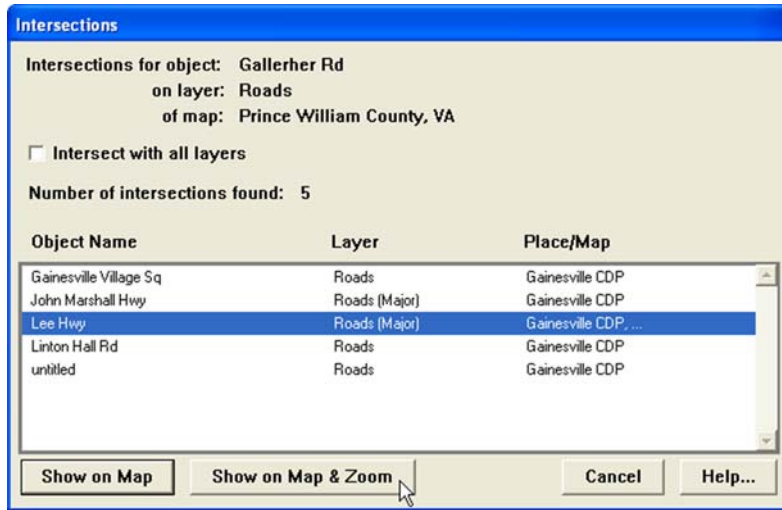 Intersections
Intersections for object: Gallerher Rd
on layer: Roads
of map: Prince William County, VA
Intersect with all layers
Number of intersections found: 5
Object Name Layer Place/Map
Gainesville Village Sq Roads Gainesville CDP
John Marshall Hwy Roads (Major) Gainesville CDP
Lee Hwy Roads (Major) Gainesville CDP, ...
Linton Hall Rd Roads Gainesville CDP
untitled Roads Gainesville CDP
Show on Map Show on Map & Zoom Cancel Help...